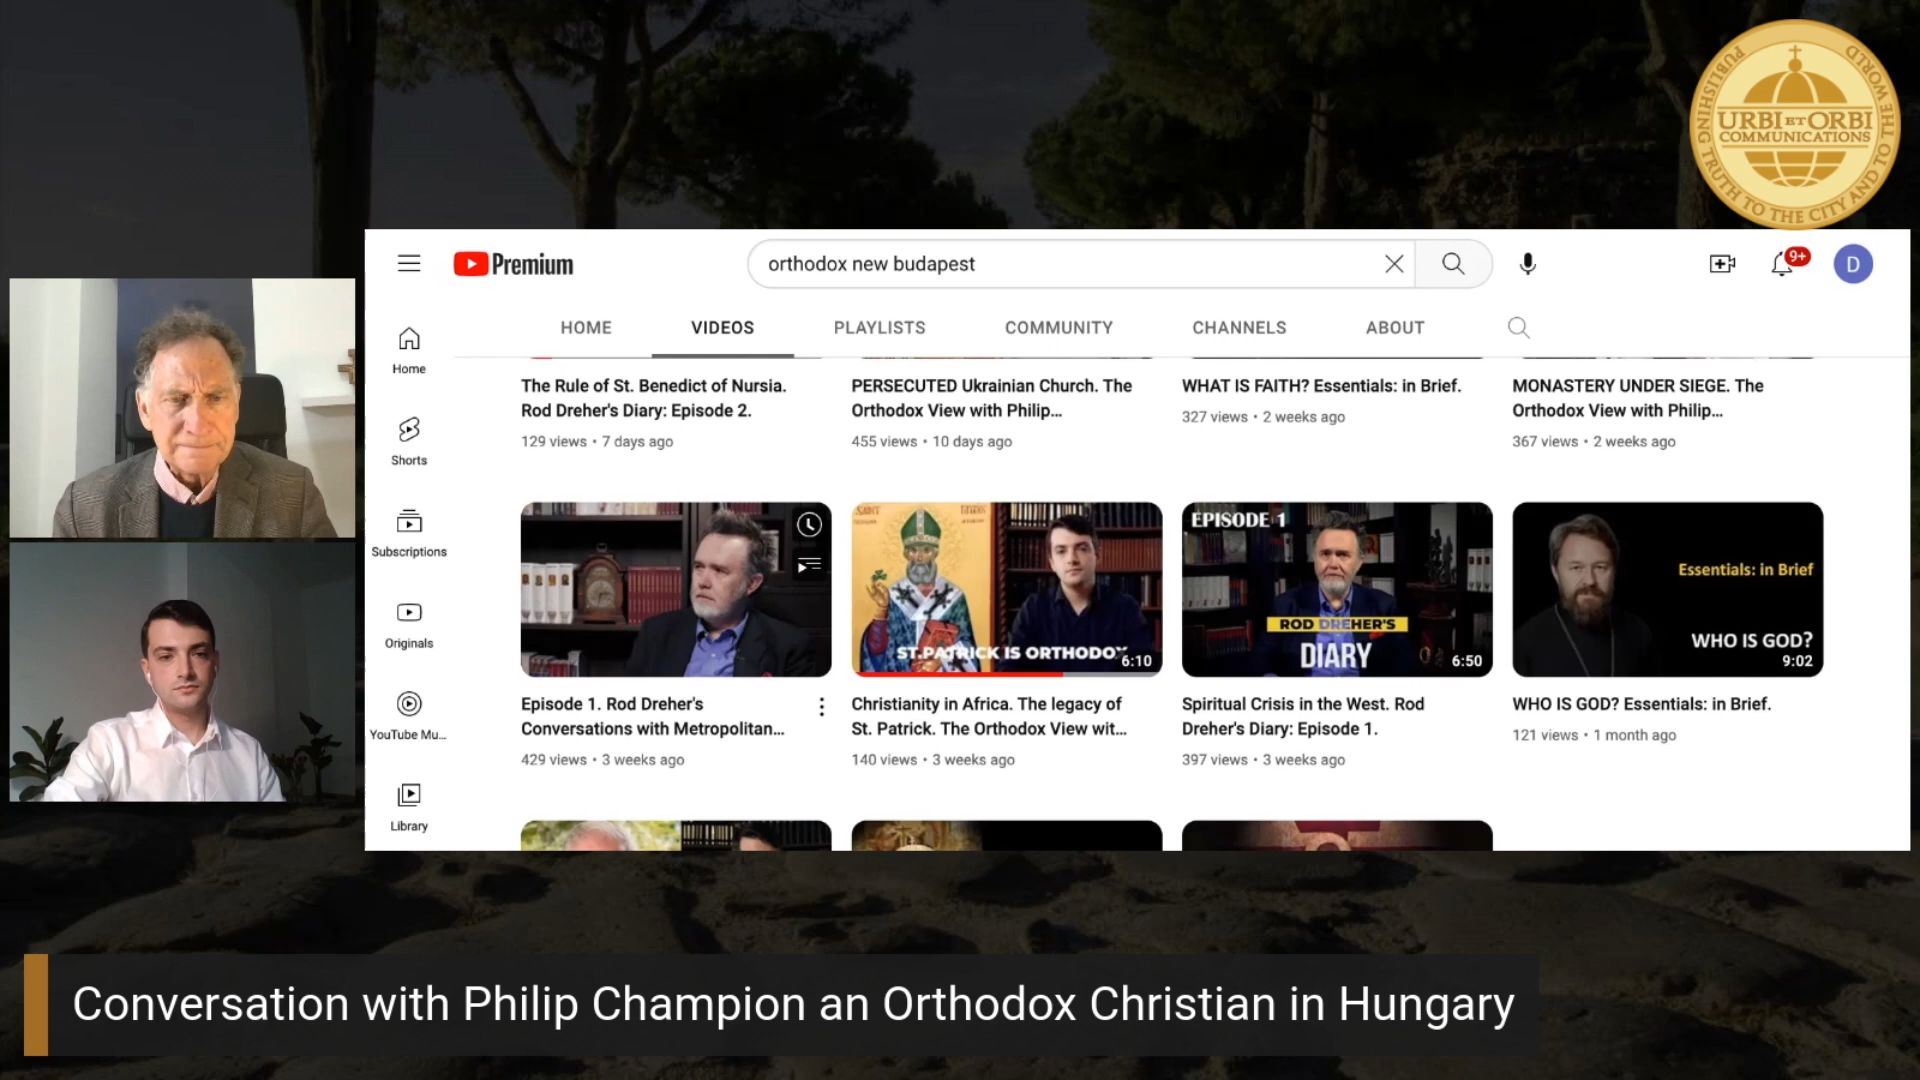 PUBLISHING TRUTH TO THE CITY AND TO THE WORLD
URBI ET ORBI
COMMUNICATIONS
Premium
orthodox new budapest
9+
D
HOME
VIDEOS
PLAYLISTS
COMMUNITY
CHANNELS
ABOUT
Home
Shorts
Subscriptions
Originals
YouTube Mu...
Library
The Rule of St. Benedict of Nursia.
Rod Dreher's Diary: Episode 2.
129 views • 7 days ago
PERSECUTED Ukrainian Church. The
Orthodox View with Philip...
455 views • 10 days ago
WHAT IS FAITH? Essentials: in Brief.
327 views • 2 weeks ago
MONASTERY UNDER SIEGE. The
Orthodox View with Philip...
367 views • 2 weeks ago
Episode 1. Rod Dreher's
Conversations with Metropolitan...
429 views • 3 weeks ago
SAINT
ST.PATRICK IS ORTHODOX
6:10
Christianity in Africa. The legacy of
St. Patrick. The Orthodox View wit...
140 views • 3 weeks ago
EPISODE 1
ROD DREHER'S
DIARY
6:50
Spiritual Crisis in the West. Rod
Dreher's Diary: Episode 1.
397 views • 3 weeks ago
Essentials: in Brief
WHO IS GOD?
9:02
WHO IS GOD? Essentials: in Brief.
121 views • 1 month ago
Conversation with Philip Champion an Orthodox Christian in Hungary